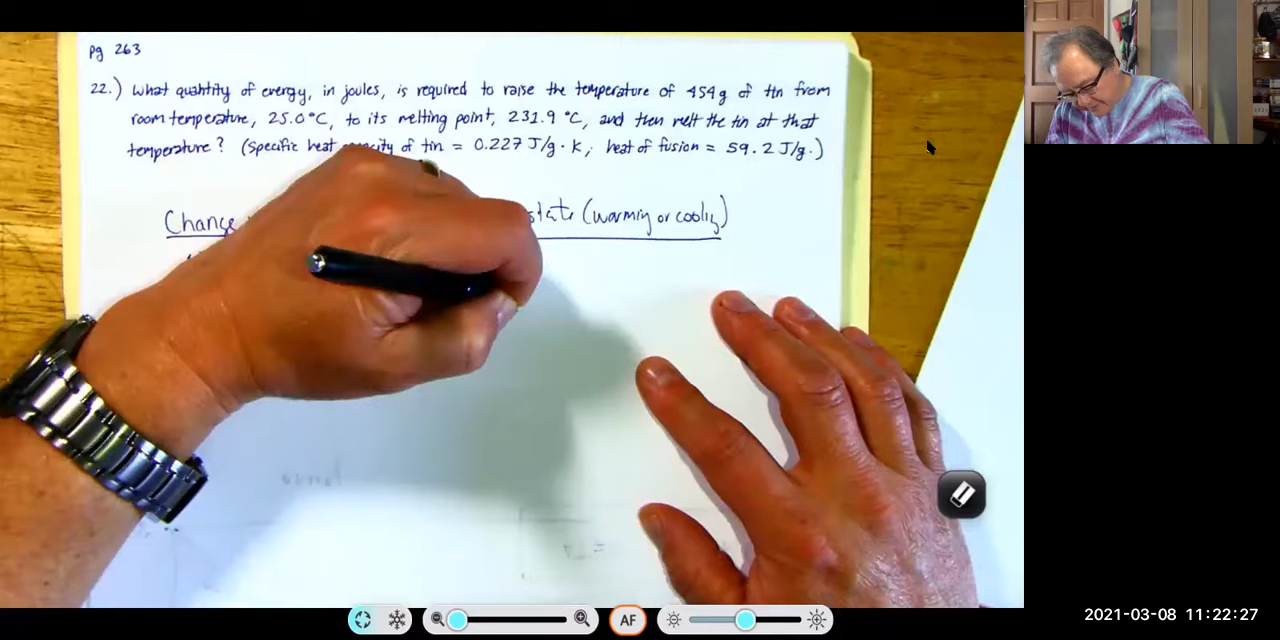 pg 263
22.) What quantity of energy, in joules, is required to raise the temperature of 454g of tin from
room temperature, 25.0°C, to its melting point, 231.9 °C, and then melt the tin at that
temperature? (Specific heat of tin = 0.227 J/g·K; heat of fusion = 59.2 J/g.)
Change state (warming or cooling)
AF
2021-03-08 11:22:27